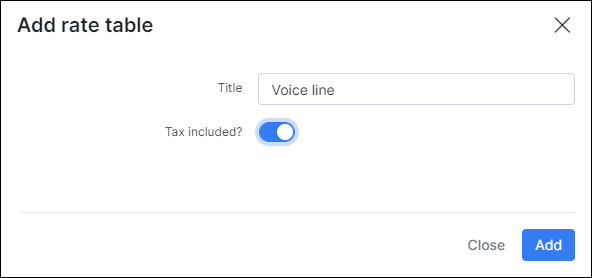 Add rate table
Title
Voice line
Tax included?
Close
Add